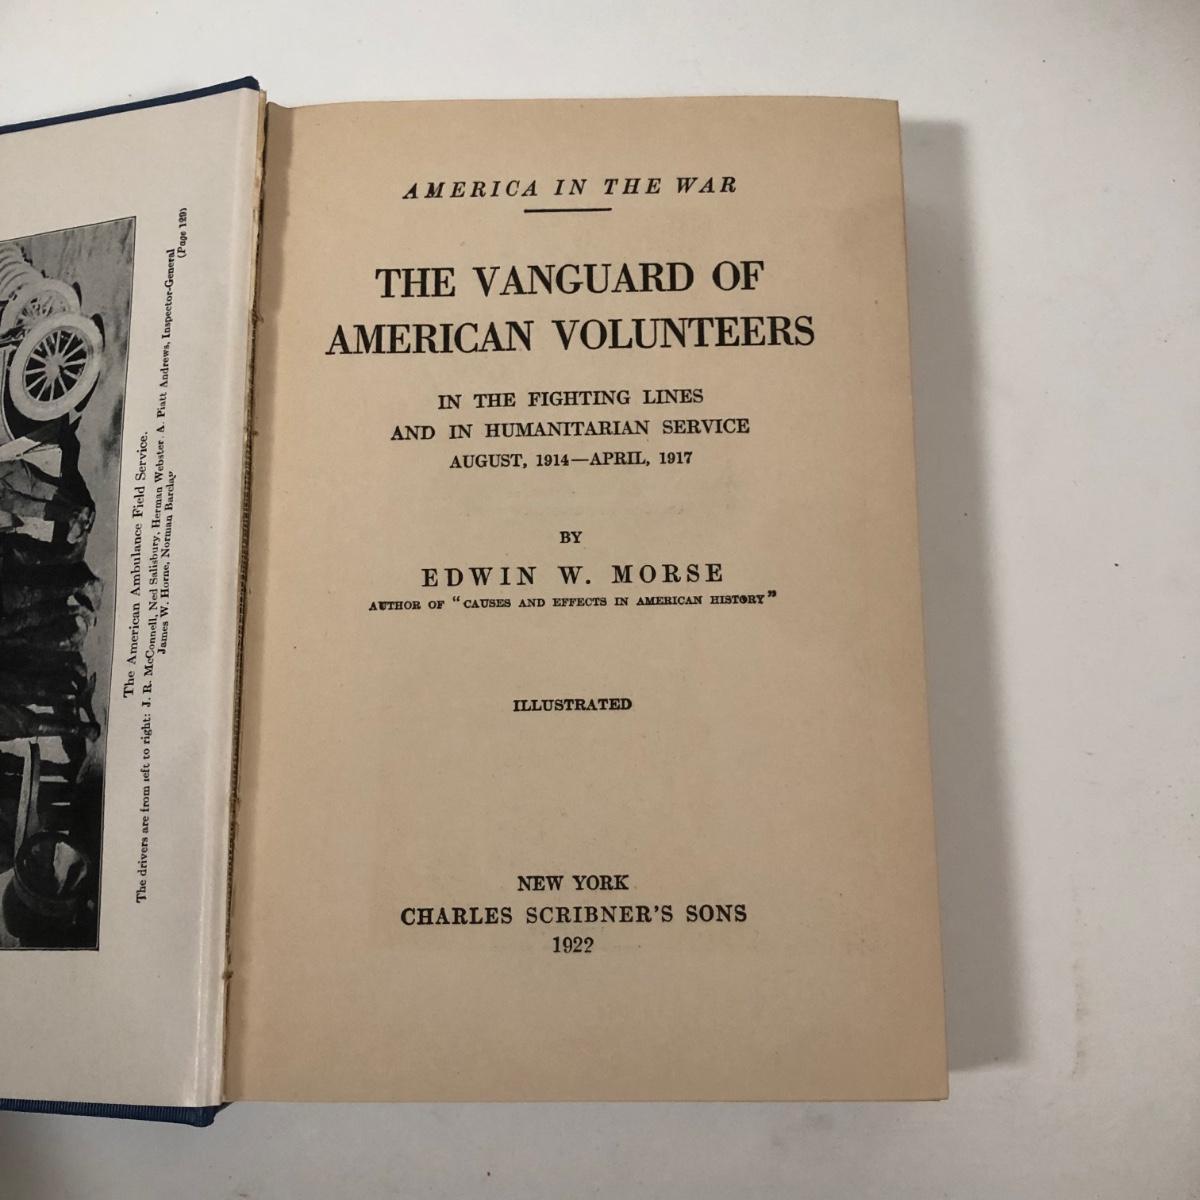 The American Ambulance Field Service.
The drivers are from left to right: J. R. McConnell, Ned Salisbury, Herman Webster, A. Piatt Andrews, Inspector-General
James W. Horne, Norman Barclay
(Page 129)
AMERICA IN THE WAR
THE VANGUARD OF
AMERICAN VOLUNTEERS
IN THE FIGHTING LINES
AND IN HUMANITARIAN SERVICE
AUGUST, 1914—APRIL, 1917
BY
EDWIN W. MORSE
AUTHOR OF "CAUSES AND EFFECTS IN AMERICAN HISTORY"
ILLUSTRATED
NEW YORK
CHARLES SCRIBNER'S SONS
1922